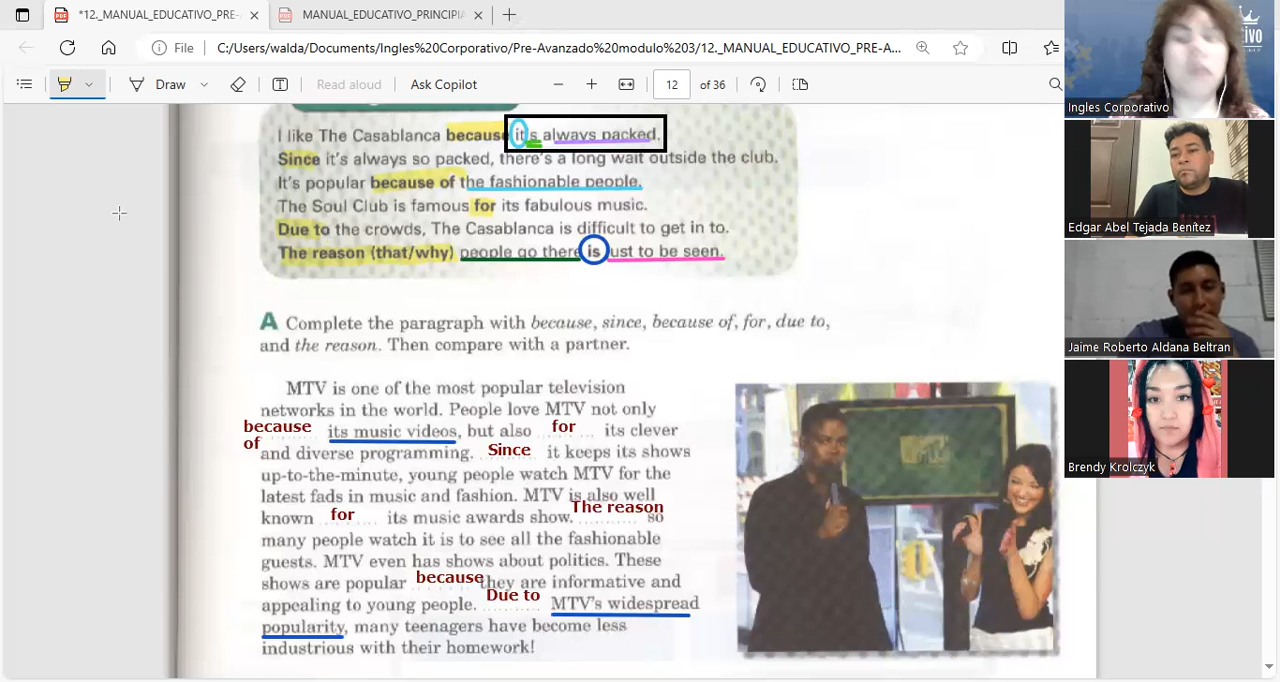 *12._MANUAL_EDUCATIVO_PRE-
MANUAL_EDUCATIVO_PRINCIPIA
File
C:/Users/walda/Documents/Ingles%20Corporativo/Pre-Avanzado%20modulo%203/12._MANUAL_EDUCATIVO_PRE-A...
Draw
Read aloud
Ask Copilot
12 of 36
I like The Casablanca because it's always packed.
Since it's always so packed, there's a long wait outside the club.
It's popular because of the fashionable people.
The Soul Club is famous for its fabulous music.
Due to the crowds, The Casablanca is difficult to get in to.
The reason (that/why) people go there is just to be seen.
A Complete the paragraph with because, since, because of, for, due to,
and the reason. Then compare with a partner.
MTV is one of the most popular television
networks in the world. People love MTV not only
because of its music videos, but also for its clever
and diverse programming. Since it keeps its shows
up-to-the-minute, young people watch MTV for the
latest fads in music and fashion. MTV is also well
known for its music awards show. The reason so
many people watch it is to see all the fashionable
guests. MTV even has shows about politics. These
shows are popular because they are informative and
appealing to young people. Due to MTV's widespread
popularity, many teenagers have become less
industrious with their homework!
Ingles Corporativo
Edgar Abel Tejada Benítez
Jaime Roberto Aldana Beltran
Brendy Krolczyk